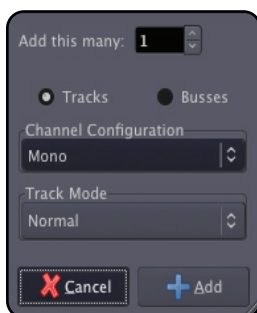 Add this many: 1
Tracks Busses
Channel Configuration
Mono
Track Mode
Normal
Cancel Add